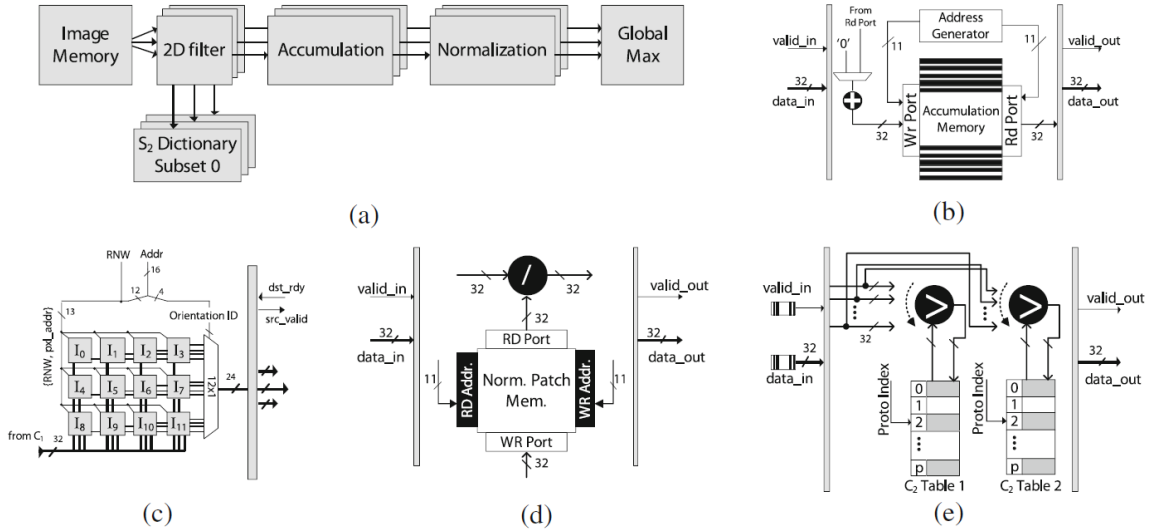 Image
Memory
2D filter
Accumulation
Normalization
Global
Max
S2 Dictionary
Subset 0
(a)
From
Rd Port
'0'
Address
Generator
valid_in
11
11
valid_out
32
data_in
32
data_out
Wr Port
Accumulation
Memory
Rd Port
32
32
(b)
RNW
Addr
16
12
4
13
Orientation ID
{RNW, pxl_addr}
dst_rdy
src_valid
I0
I1
I2
I3
I4
I5
I6
I7
I8
I9
I10
I11
12x1
24
from C1
32
(c)
valid_in
32
data_in
32
/
32
32
RD Port
11
RD Addr.
Norm. Patch
Mem.
WR Addr.
11
WR Port
32
valid_out
32
data_out
(d)
valid_in
32
data_in
32
>
>
valid_out
32
data_out
Proto Index
0
1
2
p
C2 Table 1
Proto Index
0
1
2
p
C2 Table 2
(e)